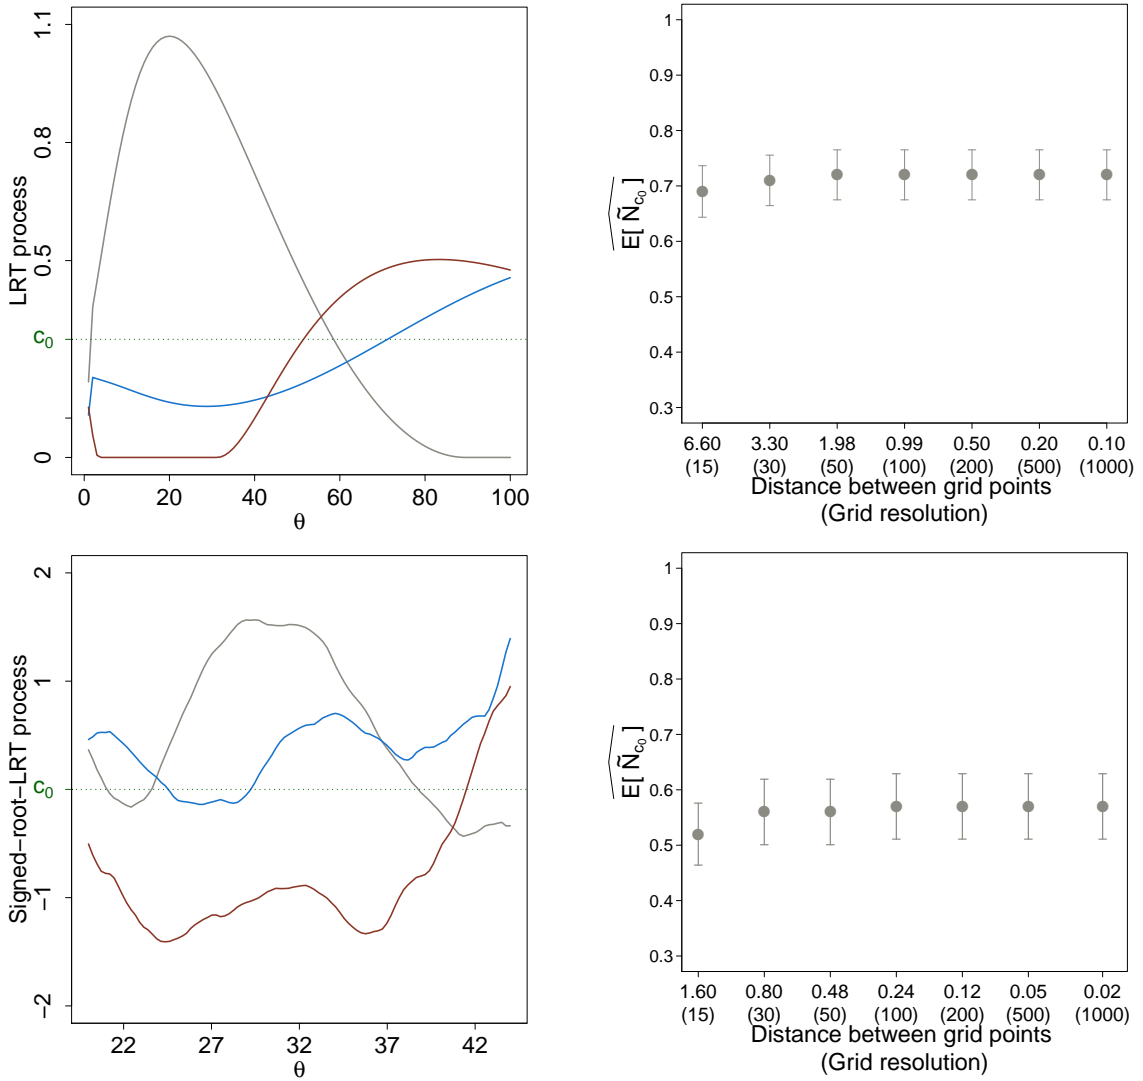 LRT process
1.1
0.8
0.5
c0
0
0 20 40 60 80 100
θ
E[ Ñc0 ]
1
0.9
0.8
0.7
0.6
0.5
0.4
0.3
6.60 3.30 1.98 0.99 0.50 0.20 0.10
(15) (30) (50) (100) (200) (500) (1000)
Distance between grid points
(Grid resolution)
Signed−root−LRT process
2
1
c0
−1
−2
22 27 32 37 42
θ
E[ Ñc0 ]
1
0.9
0.8
0.7
0.6
0.5
0.4
0.3
1.60 0.80 0.48 0.24 0.12 0.05 0.02
(15) (30) (50) (100) (200) (500) (1000)
Distance between grid points
(Grid resolution)